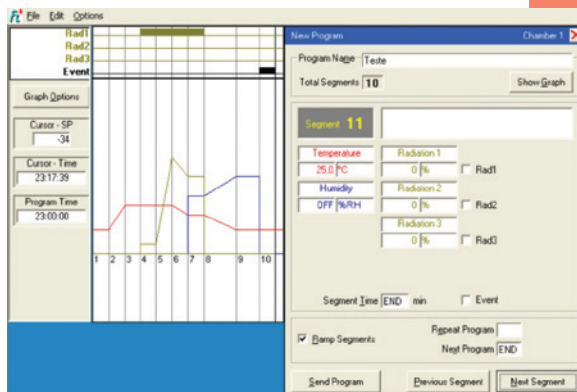 File Edit Options
Rad1
Rad2
Rad3
Event
Graph Options
Cursor - SP
-34
Cursor - Time
23:17:39
Program Time
23:00:00
1 2 3 4 5 6 7 8 9 10
New Program Chamber 1
Program Name Teste
Total Segments 10 Show Graph
Segment 11
Temperature Radiation 1
25.0 °C 0 % Rad1
Humidity Radiation 2
OFF %RH 0 % Rad2
Radiation 3
0 % Rad3
Segment Time END min Event
Ramp Segments Repeat Program
Next Program END
Send Program Previous Segment Next Segment